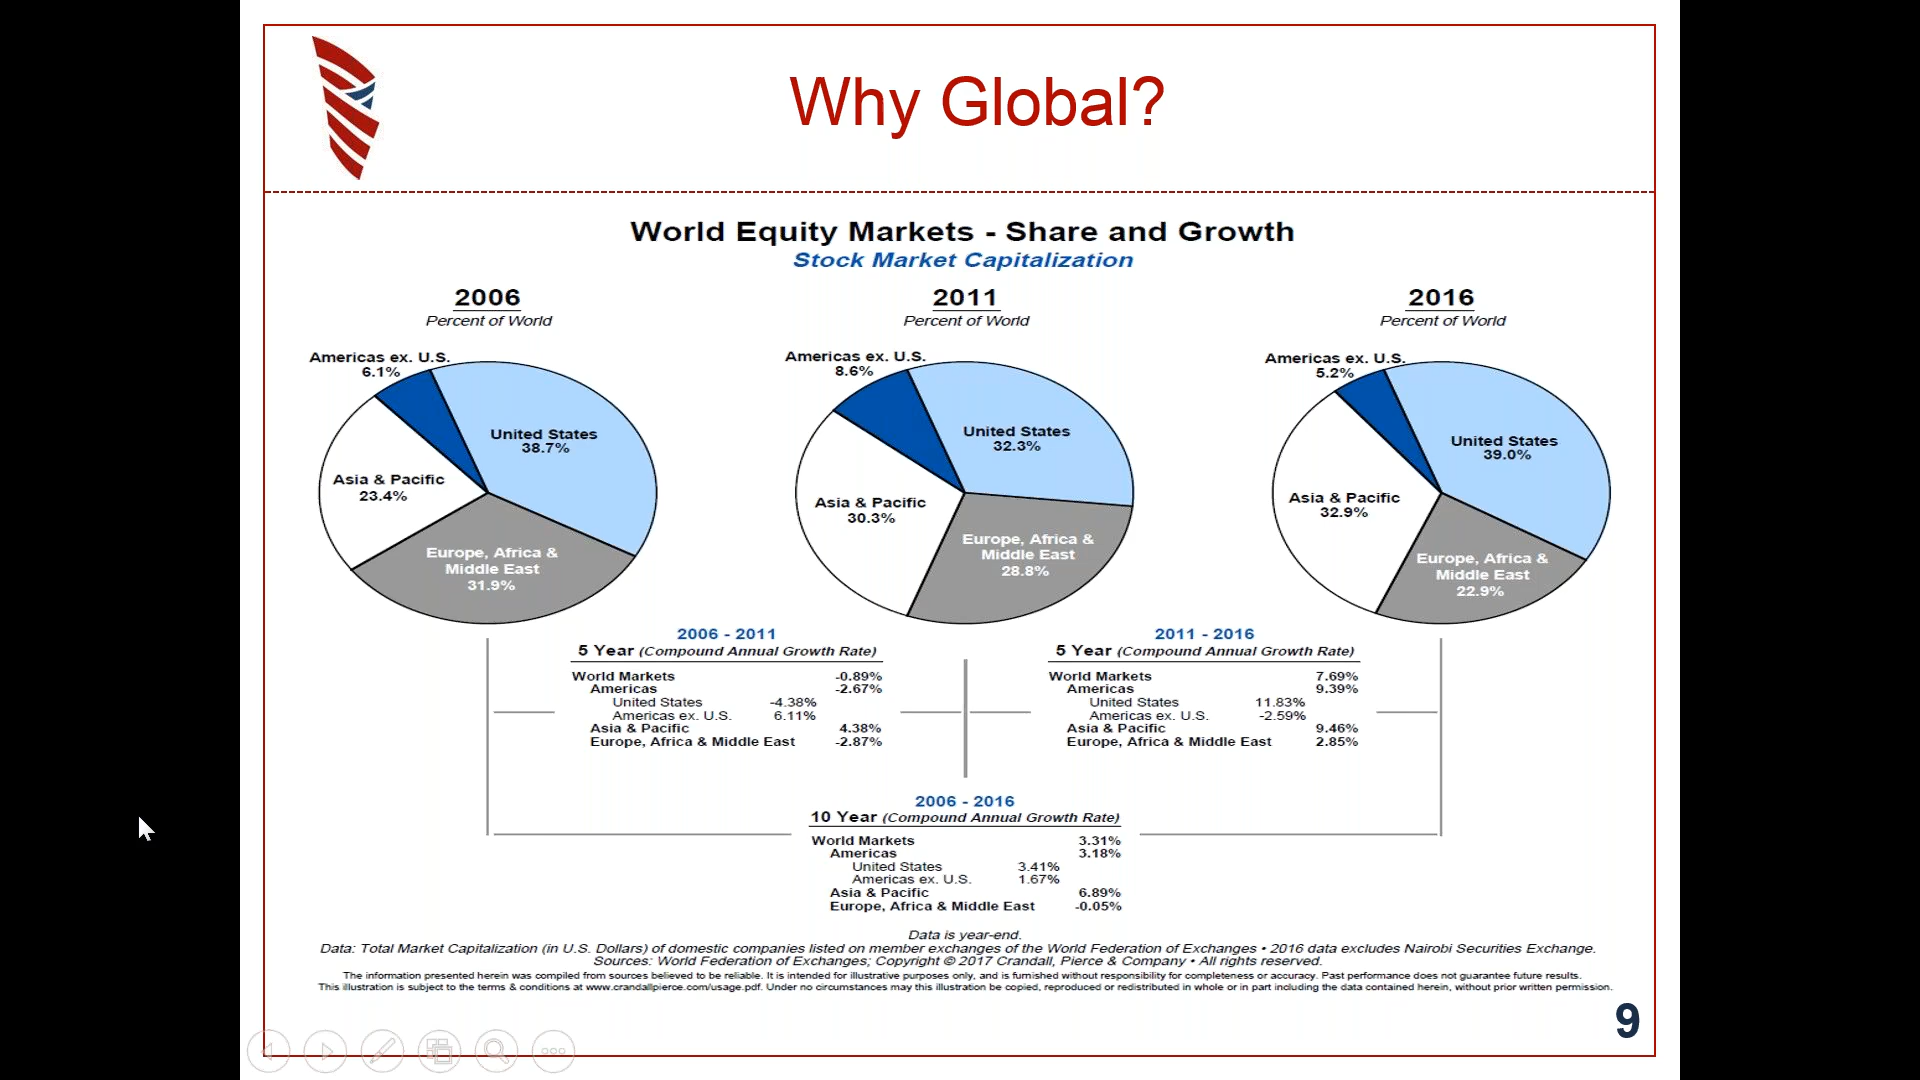 Why Global?
World Equity Markets - Share and Growth
Stock Market Capitalization
2006
Percent of World
Americas ex. U.S.
6.1%
United States
38.7%
Asia & Pacific
23.4%
Europe, Africa &
Middle East
31.9%
2011
Percent of World
Americas ex. U.S.
8.6%
United States
32.3%
Asia & Pacific
30.3%
Europe, Africa &
Middle East
28.8%
2016
Percent of World
Americas ex. U.S.
5.2%
United States
39.0%
Asia & Pacific
32.9%
Europe, Africa &
Middle East
22.9%
2006 - 2011
5 Year (Compound Annual Growth Rate)
World Markets -0.89%
Americas -2.67%
United States -4.38%
Americas ex. U.S. 6.11%
Asia & Pacific 4.38%
Europe, Africa & Middle East -2.87%
2011 - 2016
5 Year (Compound Annual Growth Rate)
World Markets 7.69%
Americas 9.39%
United States 11.83%
Americas ex. U.S. -2.59%
Asia & Pacific 9.46%
Europe, Africa & Middle East 2.85%
2006 - 2016
10 Year (Compound Annual Growth Rate)
World Markets 3.31%
Americas 3.18%
United States 3.41%
Americas ex. U.S. 1.67%
Asia & Pacific 6.89%
Europe, Africa & Middle East -0.05%
Data is year-end.
Data: Total Market Capitalization (in U.S. Dollars) of domestic companies listed on member exchanges of the World Federation of Exchanges • 2016 data excludes Nairobi Securities Exchange.
Sources: World Federation of Exchanges; Copyright © 2017 Crandall, Pierce & Company • All rights reserved.
The information presented herein was compiled from sources believed to be reliable. It is intended for illustrative purposes only, and is furnished without responsibility for completeness or accuracy. Past performance does not guarantee future results.
This illustration is subject to the terms & conditions at www.crandallpierce.com/usage.pdf. Under no circumstances may this illustration be copied, reproduced or redistributed in whole or in part including the data contained herein, without prior written permission.
9